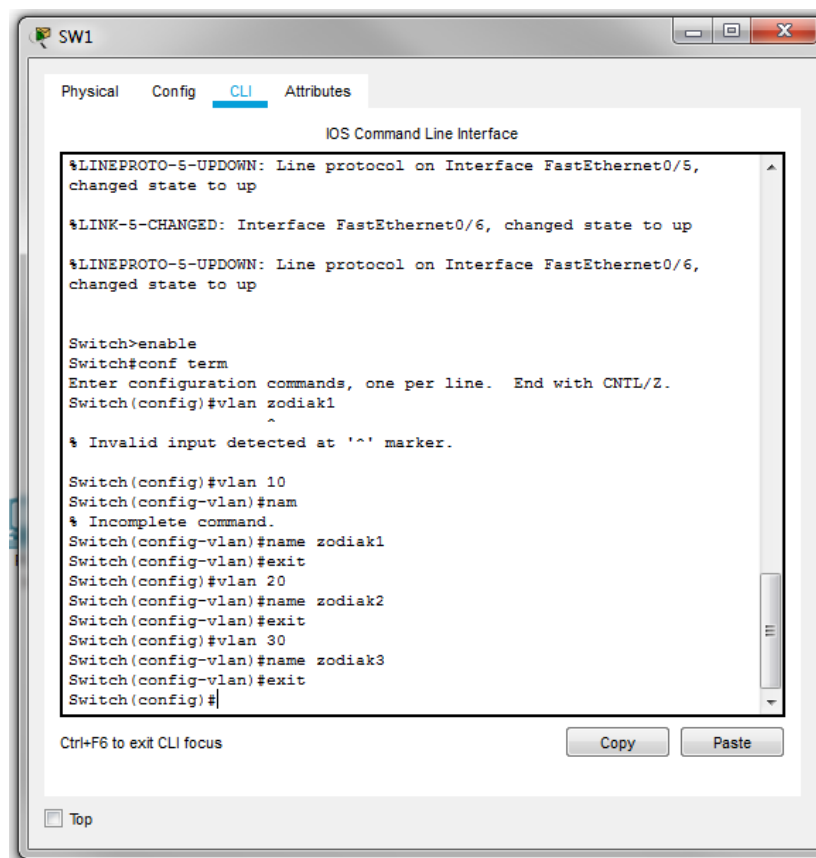 SW1
Physical Config CLI Attributes
IOS Command Line Interface
%LINEPROTO-5-UPDOWN: Line protocol on Interface FastEthernet0/5,
changed state to up
%LINK-5-CHANGED: Interface FastEthernet0/6, changed state to up
%LINEPROTO-5-UPDOWN: Line protocol on Interface FastEthernet0/6,
changed state to up
Switch>enable
Switch#conf term
Enter configuration commands, one per line.  End with CNTL/Z.
Switch(config)#vlan zodiak1
                    ^
% Invalid input detected at '^' marker.
Switch(config)#vlan 10
Switch(config-vlan)#nam
% Incomplete command.
Switch(config-vlan)#name zodiak1
Switch(config-vlan)#exit
Switch(config)#vlan 20
Switch(config-vlan)#name zodiak2
Switch(config-vlan)#exit
Switch(config)#vlan 30
Switch(config-vlan)#name zodiak3
Switch(config-vlan)#exit
Switch(config)#
Ctrl+F6 to exit CLI focus
Copy Paste
Top